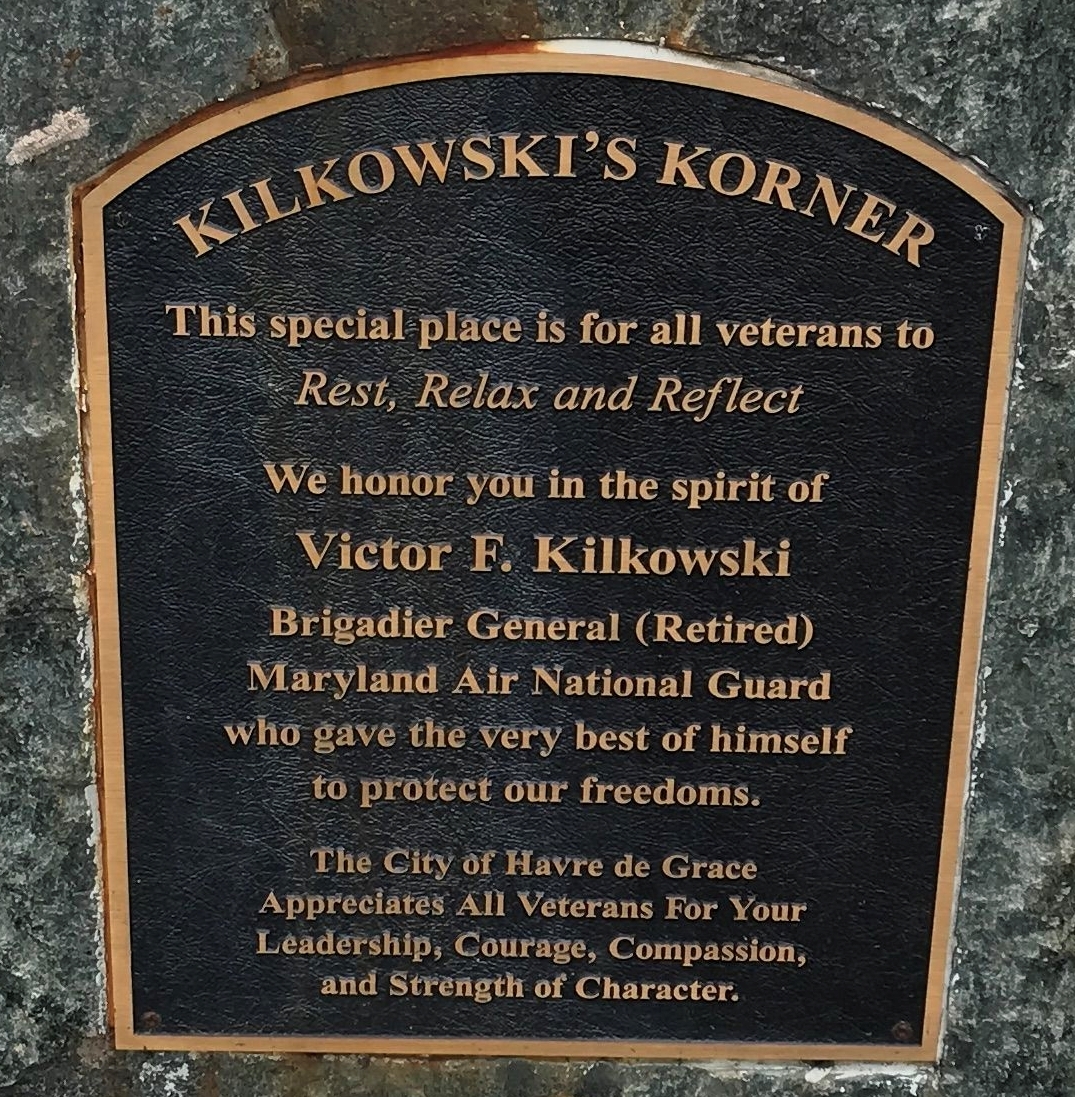 KILKOWSKI'S KORNER
This special place is for all veterans to
Rest, Relax and Reflect
We honor you in the spirit of
Victor F. Kilkowski
Brigadier General (Retired)
Maryland Air National Guard
who gave the very best of himself
to protect our freedoms.
The City of Havre de Grace
Appreciates All Veterans For Your
Leadership, Courage, Compassion,
and Strength of Character.